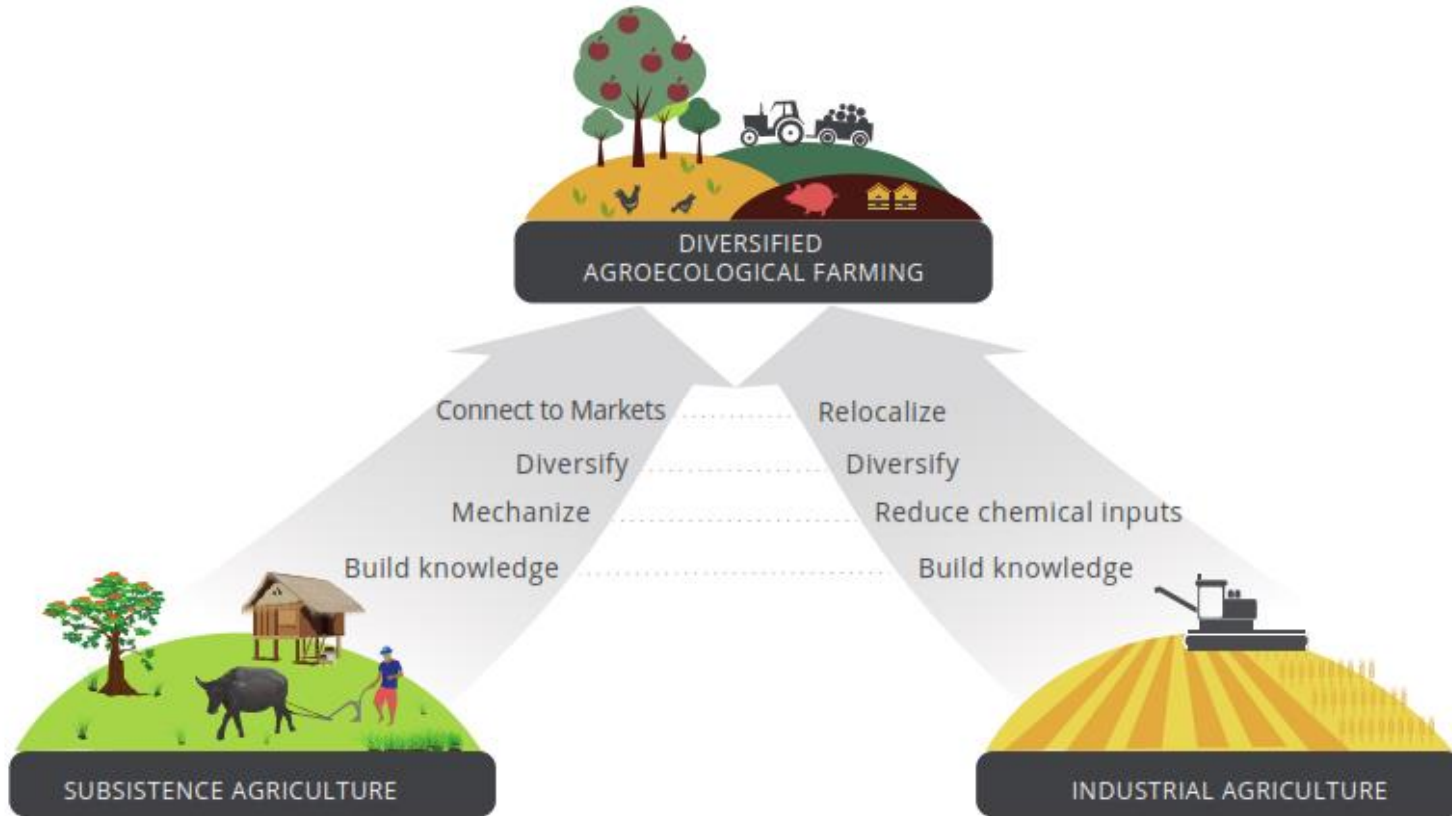 DIVERSIFIED
AGROECOLOGICAL FARMING
Connect to Markets
Relocalize
Diversify
Diversify
Mechanize
Reduce chemical inputs
Build knowledge
Build knowledge
SUBSISTENCE AGRICULTURE
INDUSTRIAL AGRICULTURE